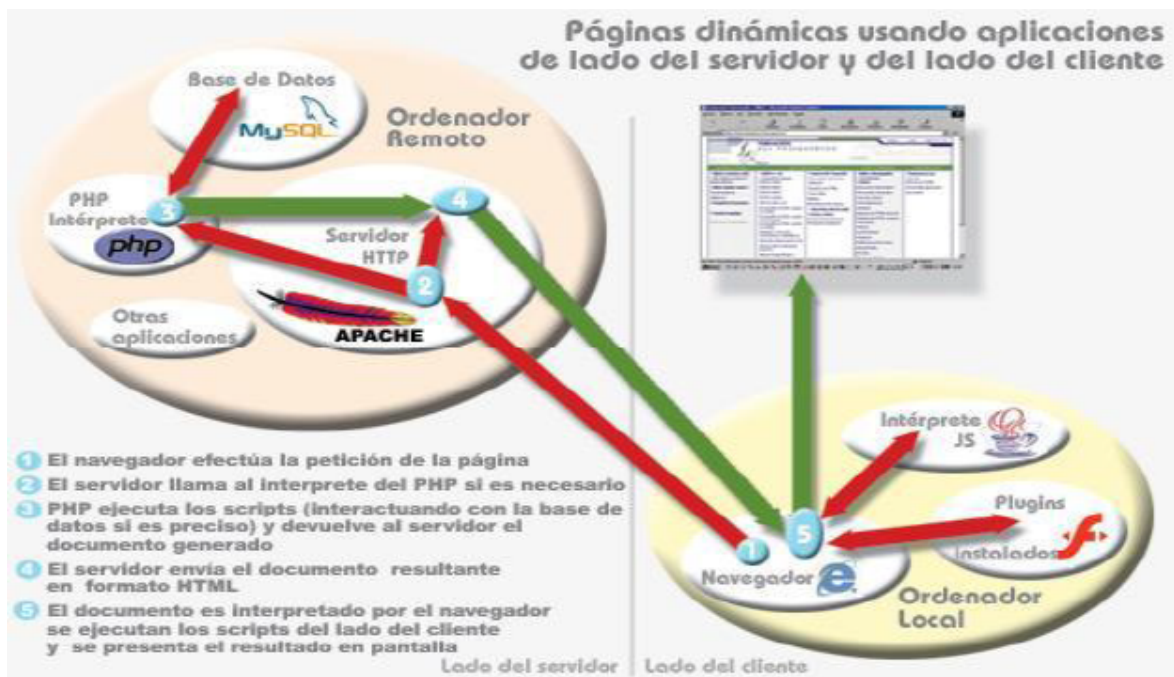 Páginas dinámicas usando aplicaciones
de lado del servidor y del lado del cliente
Base de Datos
MySQL
Ordenador
Remoto
PHP
Intérprete
php
3
4
Servidor
HTTP
2
APACHE
Otras
aplicaciones
Intérprete
JS
Plugins
Instalados
1
5
Navegador
Ordenador
Local
1 El navegador efectúa la petición de la página
2 El servidor llama al interprete del PHP si es necesario
3 PHP ejecuta los scripts (interactuando con la base de
datos si es preciso) y devuelve al servidor el
documento generado
4 El servidor envía el documento resultante
en formato HTML
5 El documento es interpretado por el navegador
se ejecutan los scripts del lado del cliente
y se presenta el resultado en pantalla
Lado del servidor
Lado del cliente